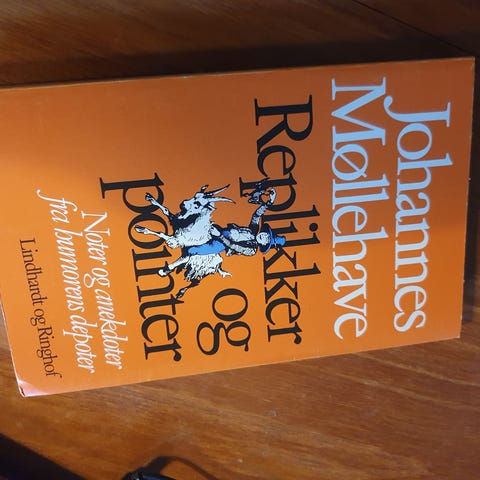 Johannes
Møllehave
Replikker
og
pointer
Noter og anekdoter
fra humorens depoter
Lindhardt og Ringhof